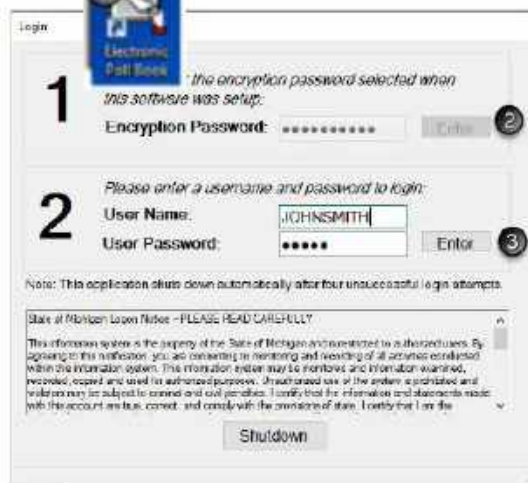 Login
Electronic
Poll Book
1
the encryption password selected when
this software was setup:
Encryption Password: ●●●●●●●●●●
Enter
2
2
Please enter a username and password to login:
User Name: JOHNSMITH
User Password: ●●●●●
Enter
3
Note: This application shuts down automatically after four unsuccessful login attempts.
State of Michigan Logon Notice - PLEASE READ CAREFULLY
This information system is the property of the State of Michigan and is restricted to authorized users. By
agreeing to this notification, you are consenting to monitoring and recording of all activities conducted
within the information system. This information system may be monitored and information examined,
recorded, copied and used for authorized purposes. Unauthorized use of the system is prohibited and
violators may be subject to criminal and civil penalties. I certify that the information and statements made
with this account are true, correct, and comply with the provisions of state. I certify that I am the
Shutdown